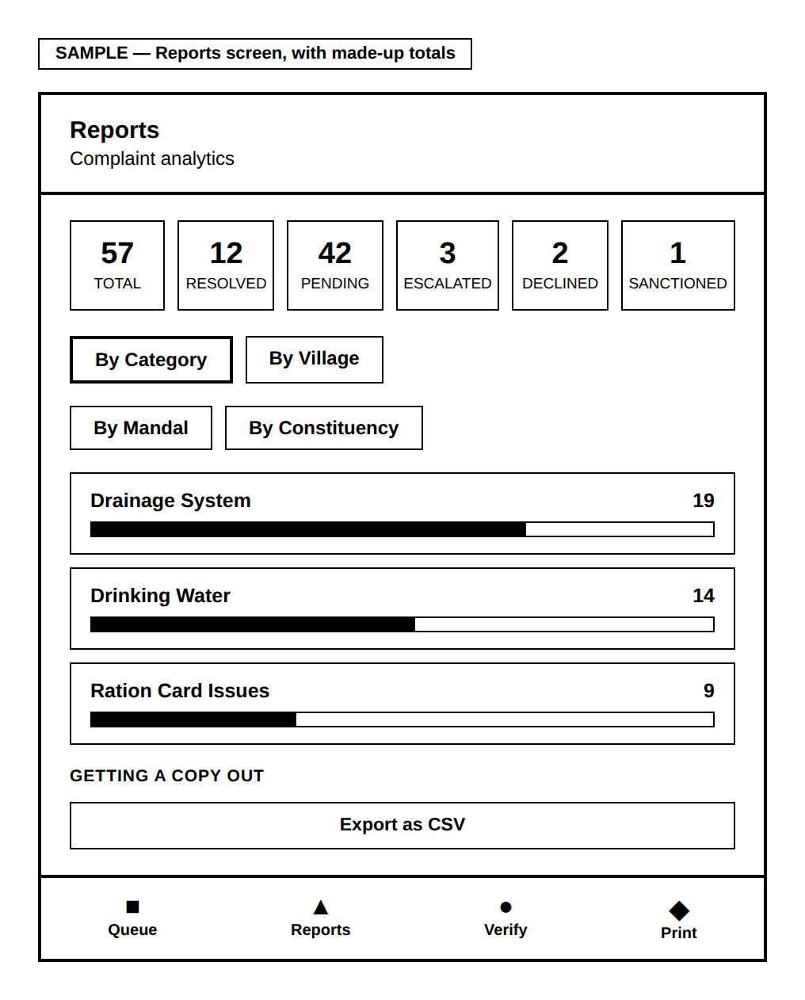 SAMPLE — Reports screen, with made-up totals
Reports
Complaint analytics
57 12 42 3 2 1
TOTAL RESOLVED PENDING ESCALATED DECLINED SANCTIONED
By Category By Village
By Mandal By Constituency
Drainage System 19
Drinking Water 14
Ration Card Issues 9
GETTING A COPY OUT
Export as CSV
Queue Reports Verify Print